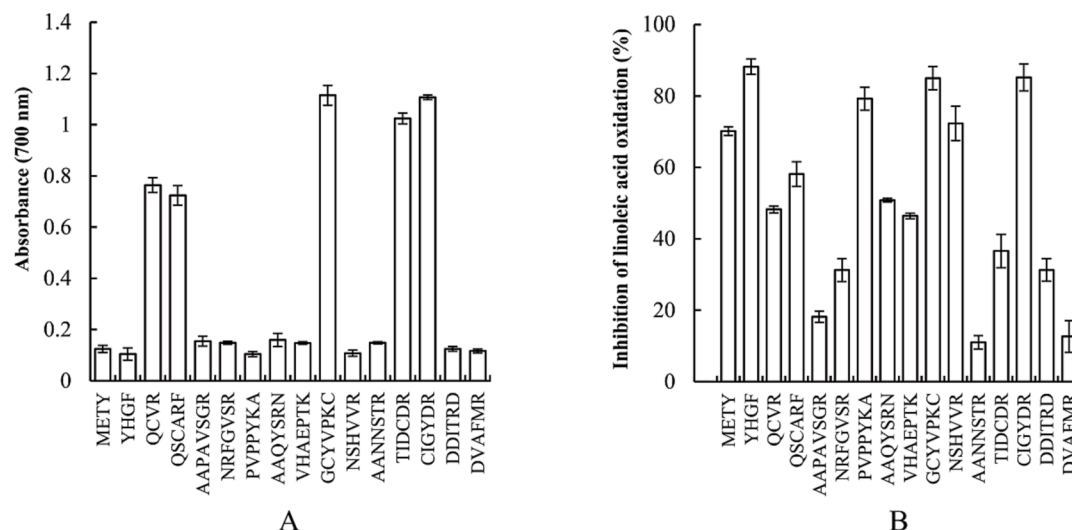 Absorbance (700 nm)
1.4
1.2
1
0.8
0.6
0.4
0.2
0
METY
YHGF
QCVR
QSCARF
AAPAVSGR
NRFGVSR
PVPPYKA
AAQYSRN
VHAEPTK
GCYVPKC
NSHVVR
AANNSTR
TIDCDR
CIGYDR
DDITRD
DVAFMR
A
Inhibition of linoleic acid oxidation (%)
100
80
60
40
20
0
METY
YHGF
QCVR
QSCARF
AAPAVSGR
NRFGVSR
PVPPYKA
AAQYSRN
VHAEPTK
GCYVPKC
NSHVVR
AANNSTR
TIDCDR
CIGYDR
DDITRD
DVAFMR
B